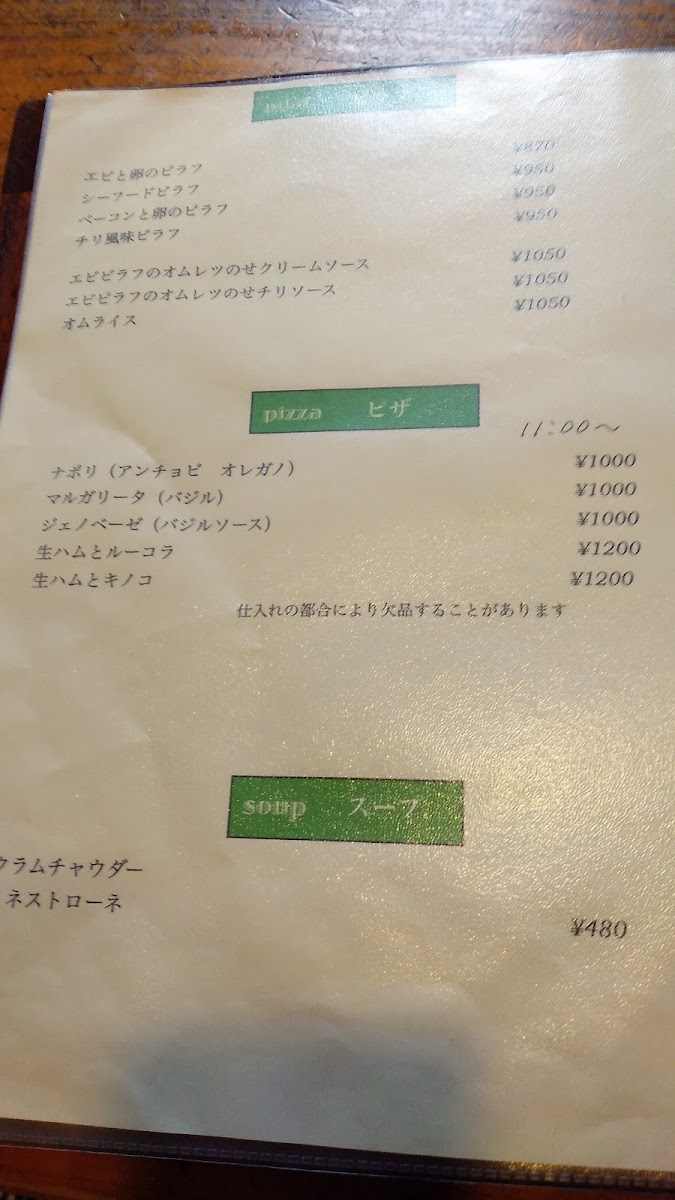 エビと卵のピラフ ¥870
シーフードピラフ ¥950
ベーコンと卵のピラフ ¥950
チリ風味ピラフ ¥950
エビピラフのオムレツのせクリームソース ¥1050
エビピラフのオムレツのせチリソース ¥1050
オムライス ¥1050
pizza ピザ
11:00～
ナポリ（アンチョビ オレガノ） ¥1000
マルガリータ（バジル） ¥1000
ジェノベーゼ（バジルソース） ¥1000
生ハムとルーコラ ¥1200
生ハムとキノコ ¥1200
仕入れの都合により欠品することがあります
soup スープ
クラムチャウダー
ネストローネ
¥480